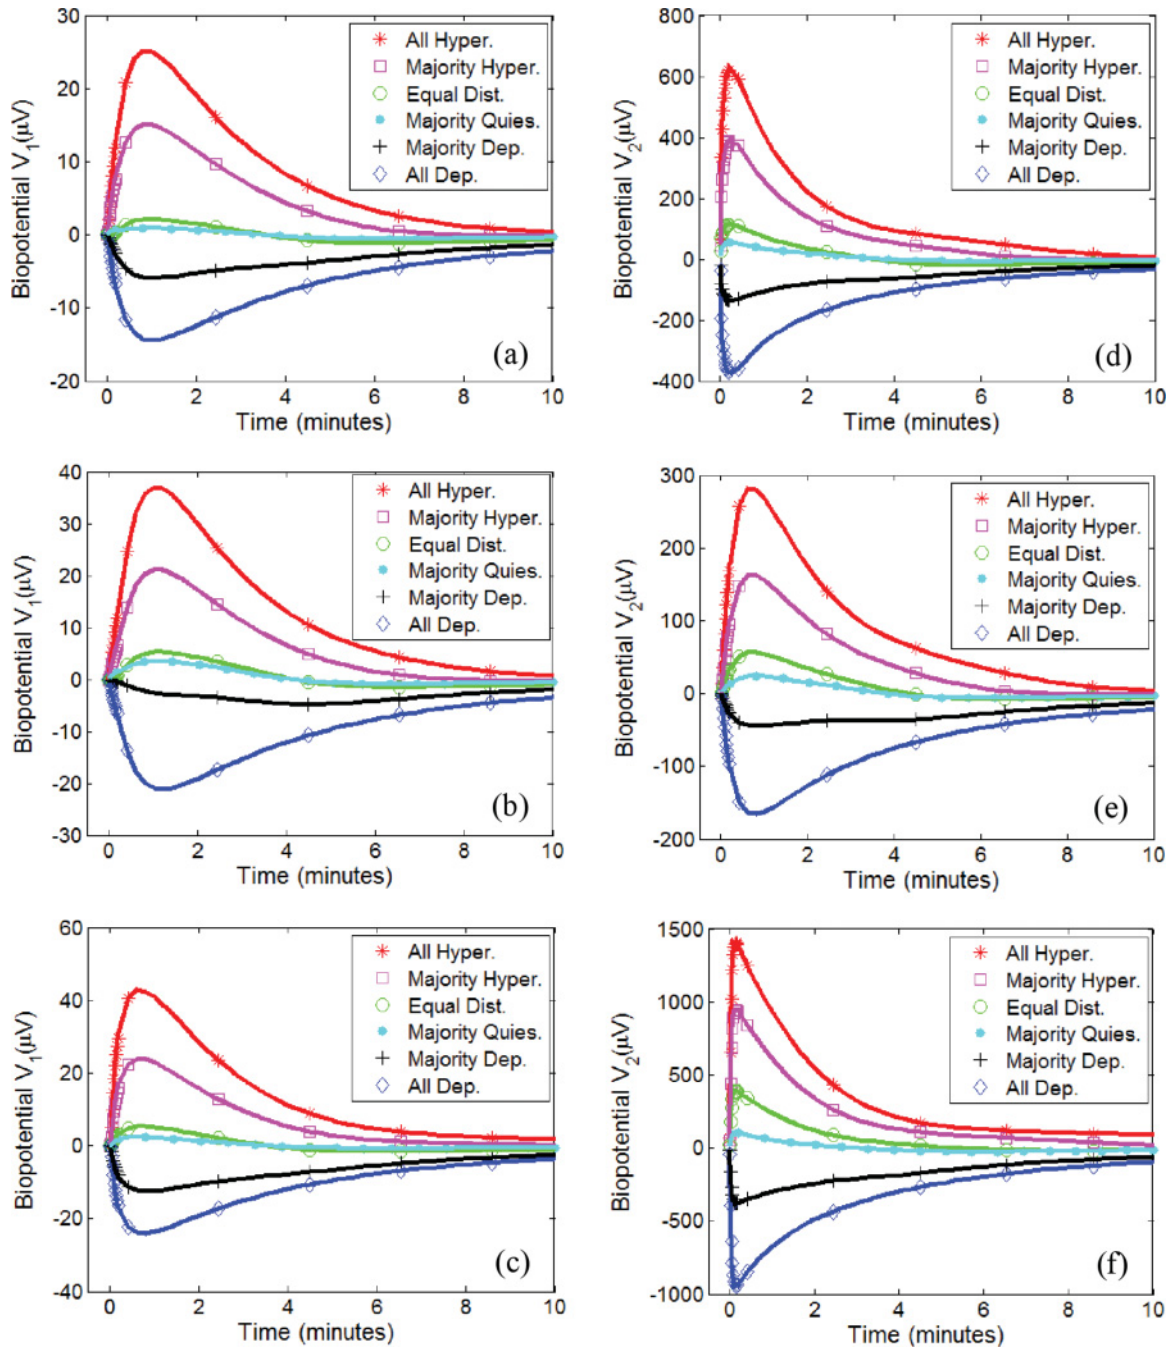 30
20
10
0
-10
-20
Biopotential V1(µV)
All Hyper.
Majority Hyper.
Equal Dist.
Majority Quies.
Majority Dep.
All Dep.
(a)
0 2 4 6 8 10
Time (minutes)
800
600
400
200
0
-200
-400
Biopotential V2(µV)
All Hyper.
Majority Hyper.
Equal Dist.
Majority Quies.
Majority Dep.
All Dep.
(d)
0 2 4 6 8 10
Time (minutes)
40
30
20
10
0
-10
-20
-30
Biopotential V1(µV)
All Hyper.
Majority Hyper.
Equal Dist.
Majority Quies.
Majority Dep.
All Dep.
(b)
0 2 4 6 8 10
Time (minutes)
300
200
100
0
-100
-200
Biopotential V2(µV)
All Hyper.
Majority Hyper.
Equal Dist.
Majority Quies.
Majority Dep.
All Dep.
(e)
0 2 4 6 8 10
Time (minutes)
60
40
20
0
-20
-40
Biopotential V1(µV)
All Hyper.
Majority Hyper.
Equal Dist.
Majority Quies.
Majority Dep.
All Dep.
(c)
0 2 4 6 8 10
Time (minutes)
1500
1000
500
0
-500
-1000
Biopotential V2(µV)
All Hyper.
Majority Hyper.
Equal Dist.
Majority Quies.
Majority Dep.
All Dep.
(f)
0 2 4 6 8 10
Time (minutes)